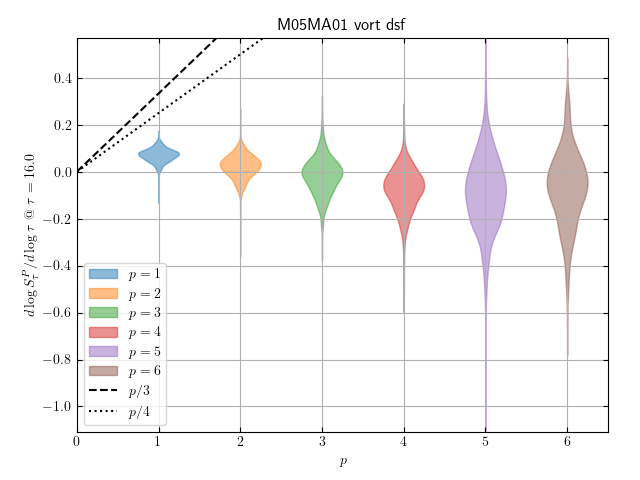 M05MA01 vort dsf
d log S_τ^p / d log τ @ τ = 16.0
0.4
0.2
0.0
−0.2
−0.4
−0.6
−0.8
−1.0
p = 1
p = 2
p = 3
p = 4
p = 5
p = 6
p/3
p/4
0 1 2 3 4 5 6
p